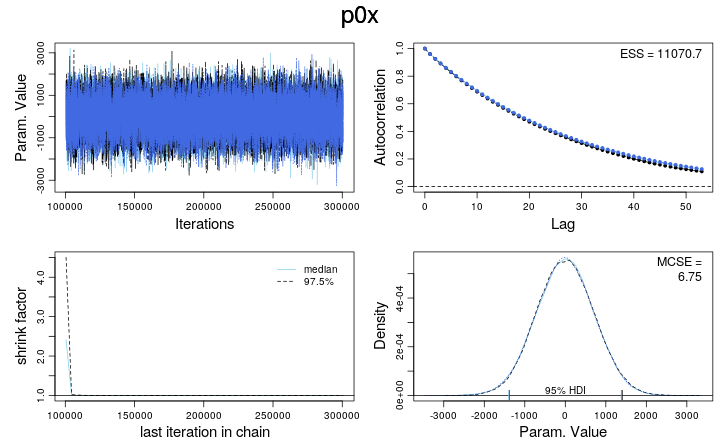 p0x
Param. Value
-3000
-1000
1000
3000
100000
150000
200000
250000
300000
Iterations
Autocorrelation
0.0
0.2
0.4
0.6
0.8
1.0
ESS = 11070.7
0
10
20
30
40
50
Lag
shrink factor
1.0
2.0
3.0
4.0
median
97.5%
100000
150000
200000
250000
300000
last iteration in chain
Density
0e+00
2e-04
4e-04
MCSE =
6.75
95% HDI
-3000
-2000
-1000
0
1000
2000
3000
Param. Value